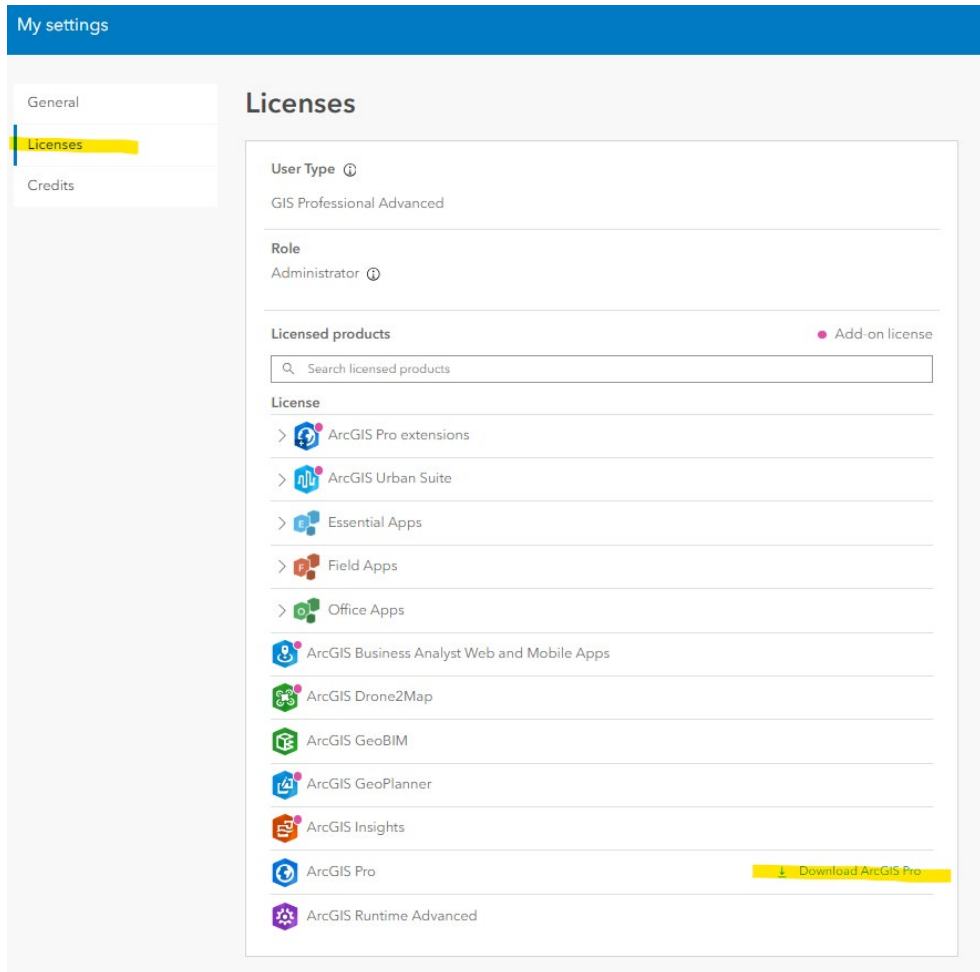 My settings
General
Licenses
Credits
Licenses
User Type
GIS Professional Advanced
Role
Administrator
Licensed products
Add-on license
Search licensed products
License
ArcGIS Pro extensions
ArcGIS Urban Suite
E
Essential Apps
F
Field Apps
O
Office Apps
ArcGIS Business Analyst Web and Mobile Apps
ArcGIS Drone2Map
ArcGIS GeoBIM
ArcGIS GeoPlanner
ArcGIS Insights
ArcGIS Pro
Download ArcGIS Pro
ArcGIS Runtime Advanced